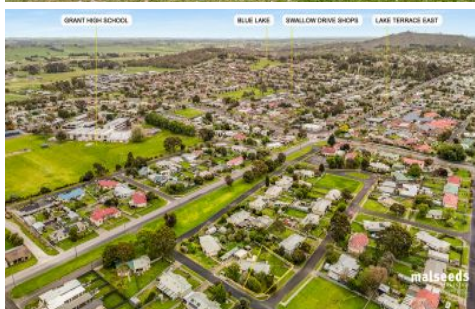 GRANT HIGH SCHOOL
BLUE LAKE
SWALLOW DRIVE SHOPS
LAKE TERRACE EAST
malseeds